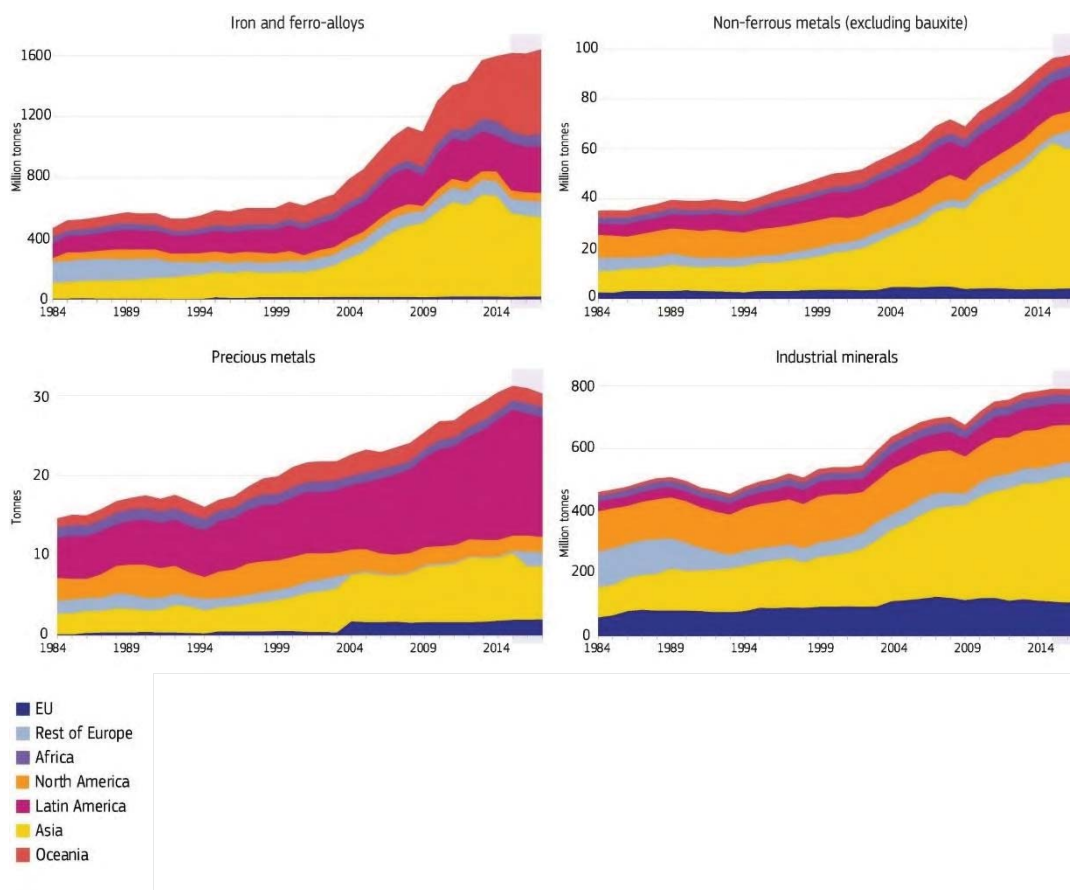 Iron and ferro-alloys
Million tonnes
1600
1200
800
400
0
1984 1989 1994 1999 2004 2009 2014
Non-ferrous metals (excluding bauxite)
Million tonnes
100
80
60
40
20
0
1984 1989 1994 1999 2004 2009 2014
Precious metals
Tonnes
30
20
10
0
1984 1989 1994 1999 2004 2009 2014
Industrial minerals
Million tonnes
800
600
400
200
0
1984 1989 1994 1999 2004 2009 2014
EU
Rest of Europe
Africa
North America
Latin America
Asia
Oceania